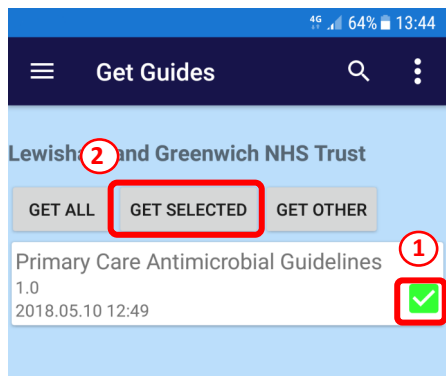 4G 64% 13:44
Get Guides
2
Lewisha and Greenwich NHS Trust
GET ALL GET SELECTED GET OTHER
1
Primary Care Antimicrobial Guidelines
1.0
2018.05.10 12:49